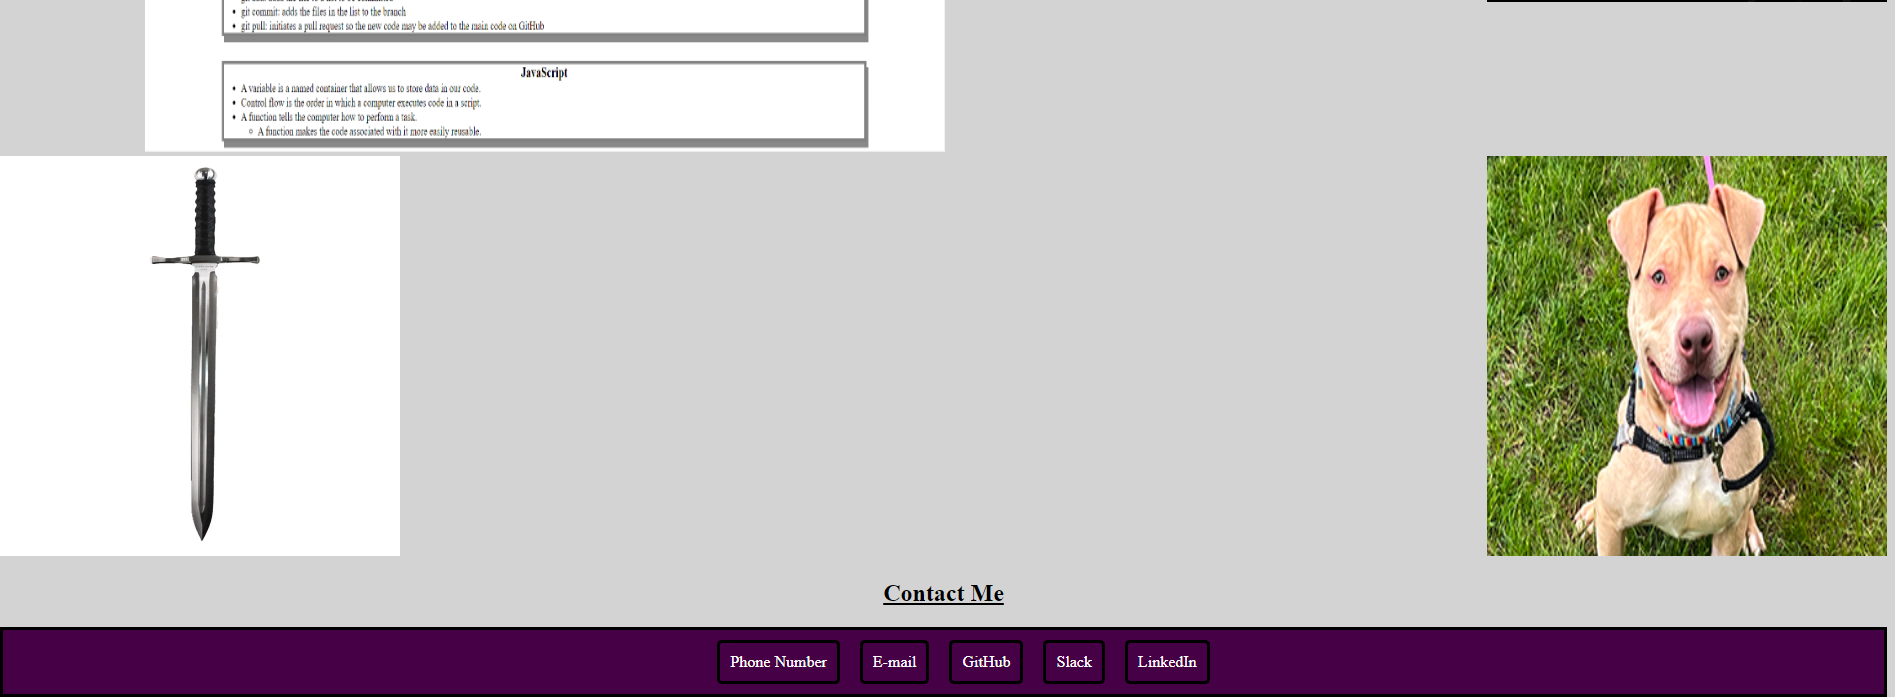 git commit: adds the files in the list to the branch
git pull: initiates a pull request so the new code may be added to the main code on GitHub
JavaScript
A variable is a named container that allows us to store data in our code.
Control flow is the order in which a computer executes code in a script.
A function tells the computer how to perform a task.
A function makes the code associated with it more easily reusable.
Contact Me
Phone Number
E-mail
GitHub
Slack
LinkedIn